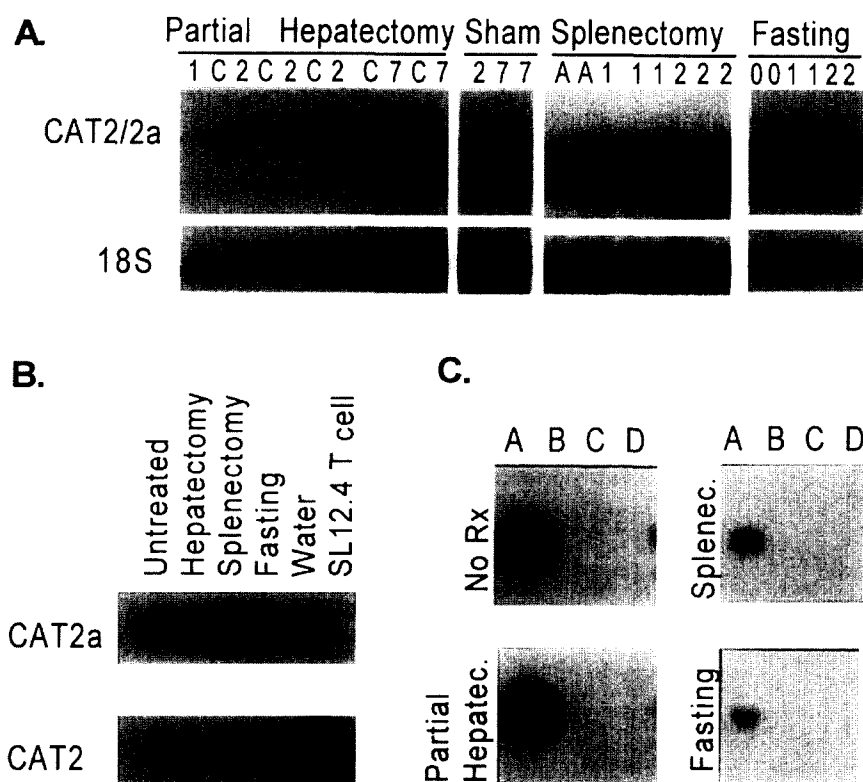 A.
Partial Hepatectomy Sham Splenectomy Fasting
1 C 2 C 2 C 2 C 7 C 7 2 7 7 A A 1 1 1 2 2 2 0 0 1 1 2 2
CAT2/2a
18S
B.
Untreated
Hepatectomy
Splenectomy
Fasting
Water
SL12.4 T cell
CAT2a
CAT2
C.
A B C D A B C D
No Rx
Splenec.
Partial
Hepatec.
Fasting